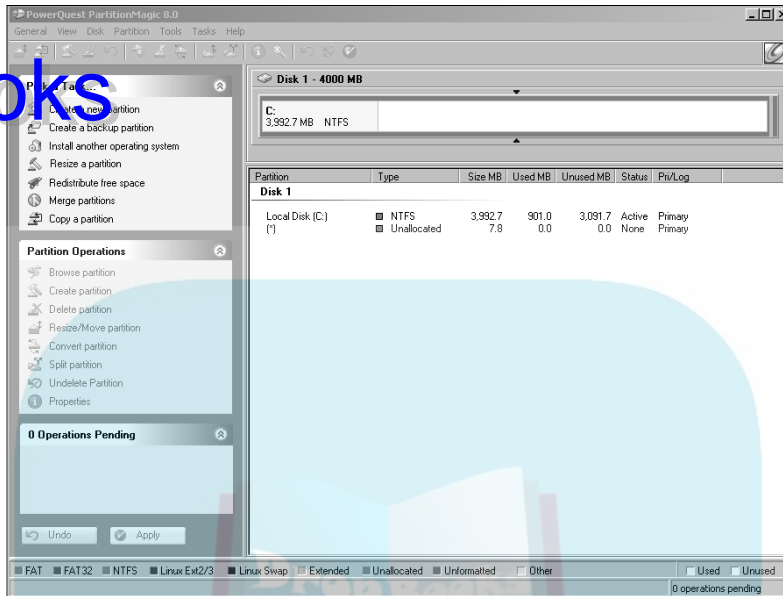 PowerQuest PartitionMagic 8.0
General View Disk Partition Tools Tasks Help
oks
Pick a Task...
Create a new partition
Create a backup partition
Install another operating system
Resize a partition
Redistribute free space
Merge partitions
Copy a partition
Partition Operations
Browse partition
Create partition
Delete partition
Resize/Move partition
Convert partition
Split partition
Undelete Partition
Properties
0 Operations Pending
Undo Apply
Disk 1 - 4000 MB
C:
3,992.7 MB NTFS
Partition Type Size MB Used MB Unused MB Status Pri/Log
Disk 1
Local Disk (C:) NTFS 3,992.7 901.0 3,091.7 Active Primary
(*) Unallocated 7.8 0.0 0.0 None Primary
FAT FAT32 NTFS Linux Ext2/3 Linux Swap Extended Unallocated Unformatted Other Used Unused
0 operations pending